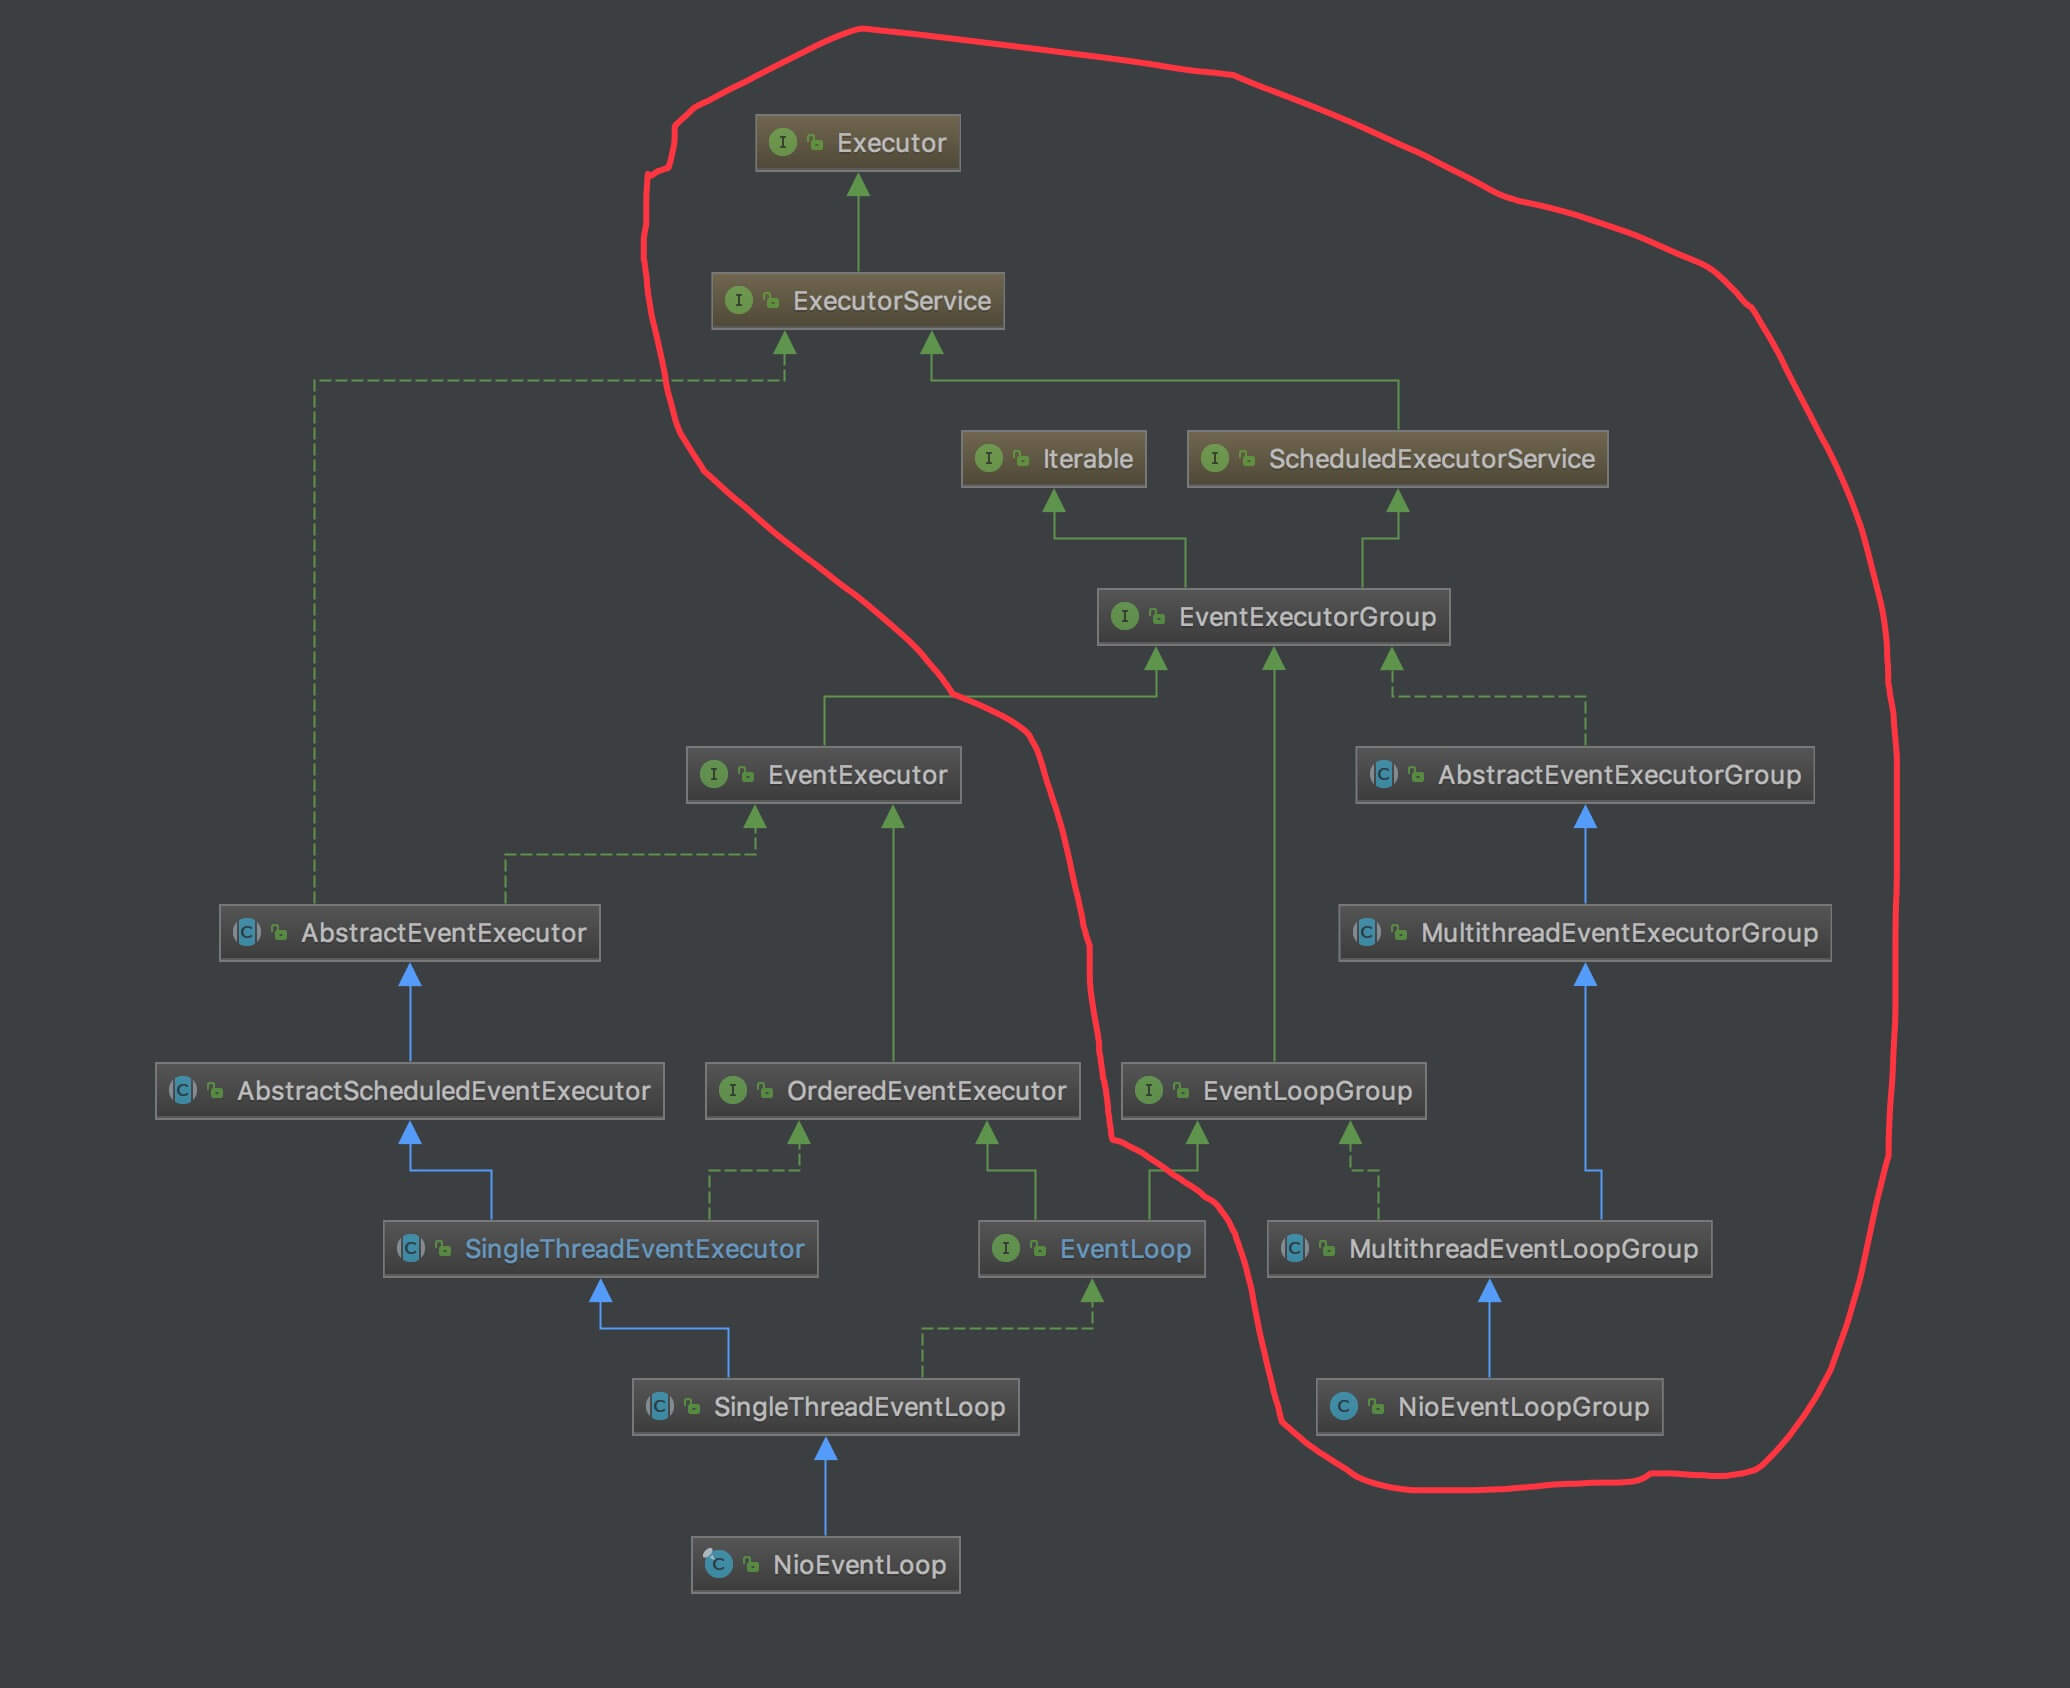 Executor
ExecutorService
Iterable
ScheduledExecutorService
EventExecutorGroup
EventExecutor
AbstractEventExecutorGroup
AbstractEventExecutor
MultithreadEventExecutorGroup
AbstractScheduledEventExecutor
OrderedEventExecutor
EventLoopGroup
SingleThreadEventExecutor
EventLoop
MultithreadEventLoopGroup
SingleThreadEventLoop
NioEventLoopGroup
NioEventLoop